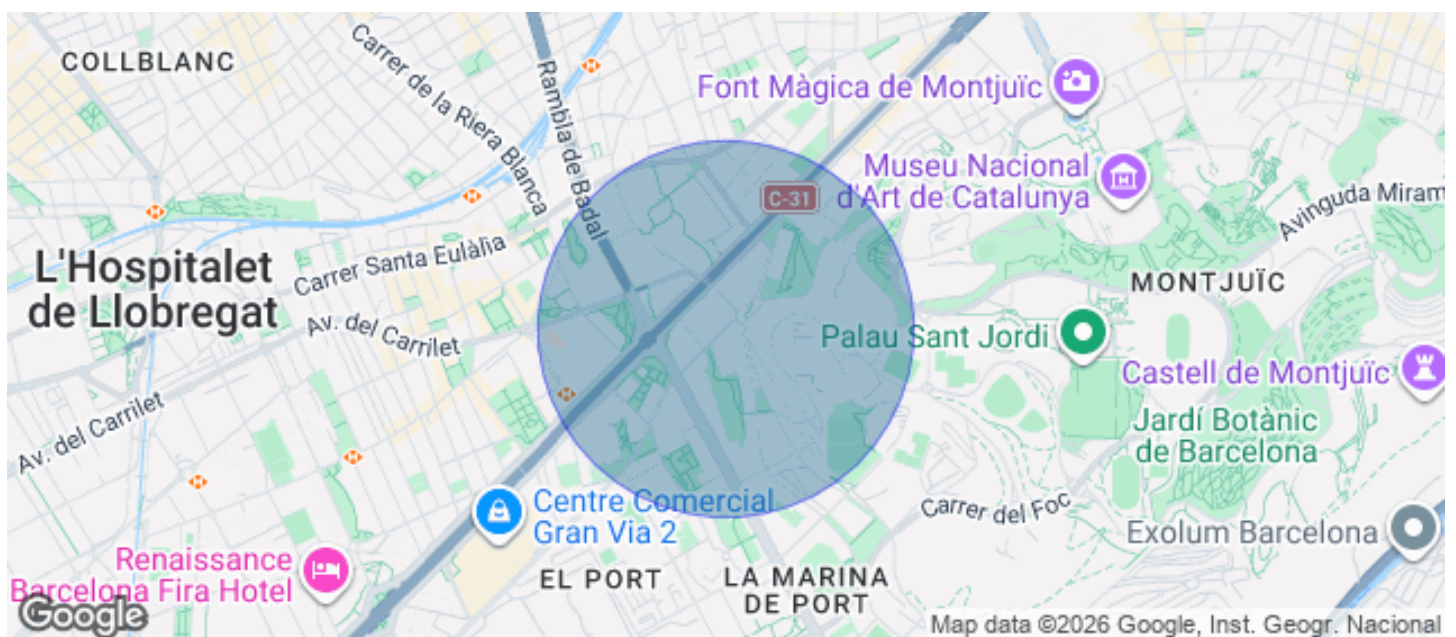 COLLBLANC
Carrer de la Riera Blanca
Rambla de Badal
Font Màgica de Montjuïc
Museu Nacional
d'Art de Catalunya
C-31
Avinguda Miram
L'Hospitalet
de Llobregat
Carrer Santa Eulàlia
Av. del Carrilet
MONTJUÏC
Palau Sant Jordi
Castell de Montjuïc
Av. del Carrilet
Jardí Botànic
de Barcelona
Centre Comercial
Gran Via 2
Carrer del Foc
Exolum Barcelona
Renaissance
Barcelona Fira Hotel
EL PORT
LA MARINA
DE PORT
Google
Map data ©2026 Google, Inst. Geogr. Nacional